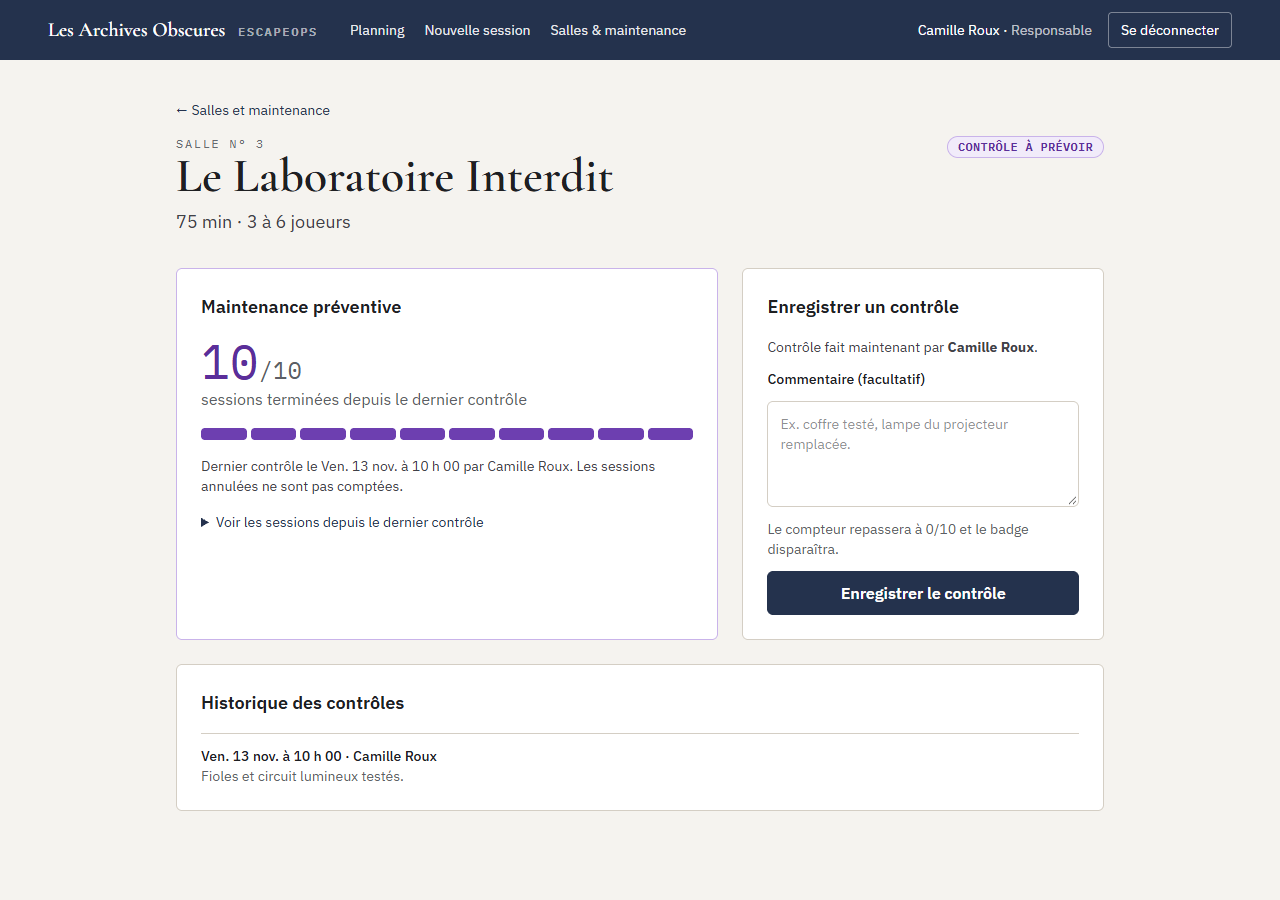 Les Archives Obscures ESCAPEOPS Planning Nouvelle session Salles & maintenance Camille Roux · Responsable Se déconnecter
← Salles et maintenance
SALLE N° 3
CONTRÔLE À PRÉVOIR
Le Laboratoire Interdit
75 min · 3 à 6 joueurs
Maintenance préventive
10/10
sessions terminées depuis le dernier contrôle
Dernier contrôle le Ven. 13 nov. à 10 h 00 par Camille Roux. Les sessions
annulées ne sont pas comptées.
Voir les sessions depuis le dernier contrôle
Enregistrer un contrôle
Contrôle fait maintenant par Camille Roux.
Commentaire (facultatif)
Ex. coffre testé, lampe du projecteur
remplacée.
Le compteur repassera à 0/10 et le badge
disparaîtra.
Enregistrer le contrôle
Historique des contrôles
Ven. 13 nov. à 10 h 00 · Camille Roux
Fioles et circuit lumineux testés.